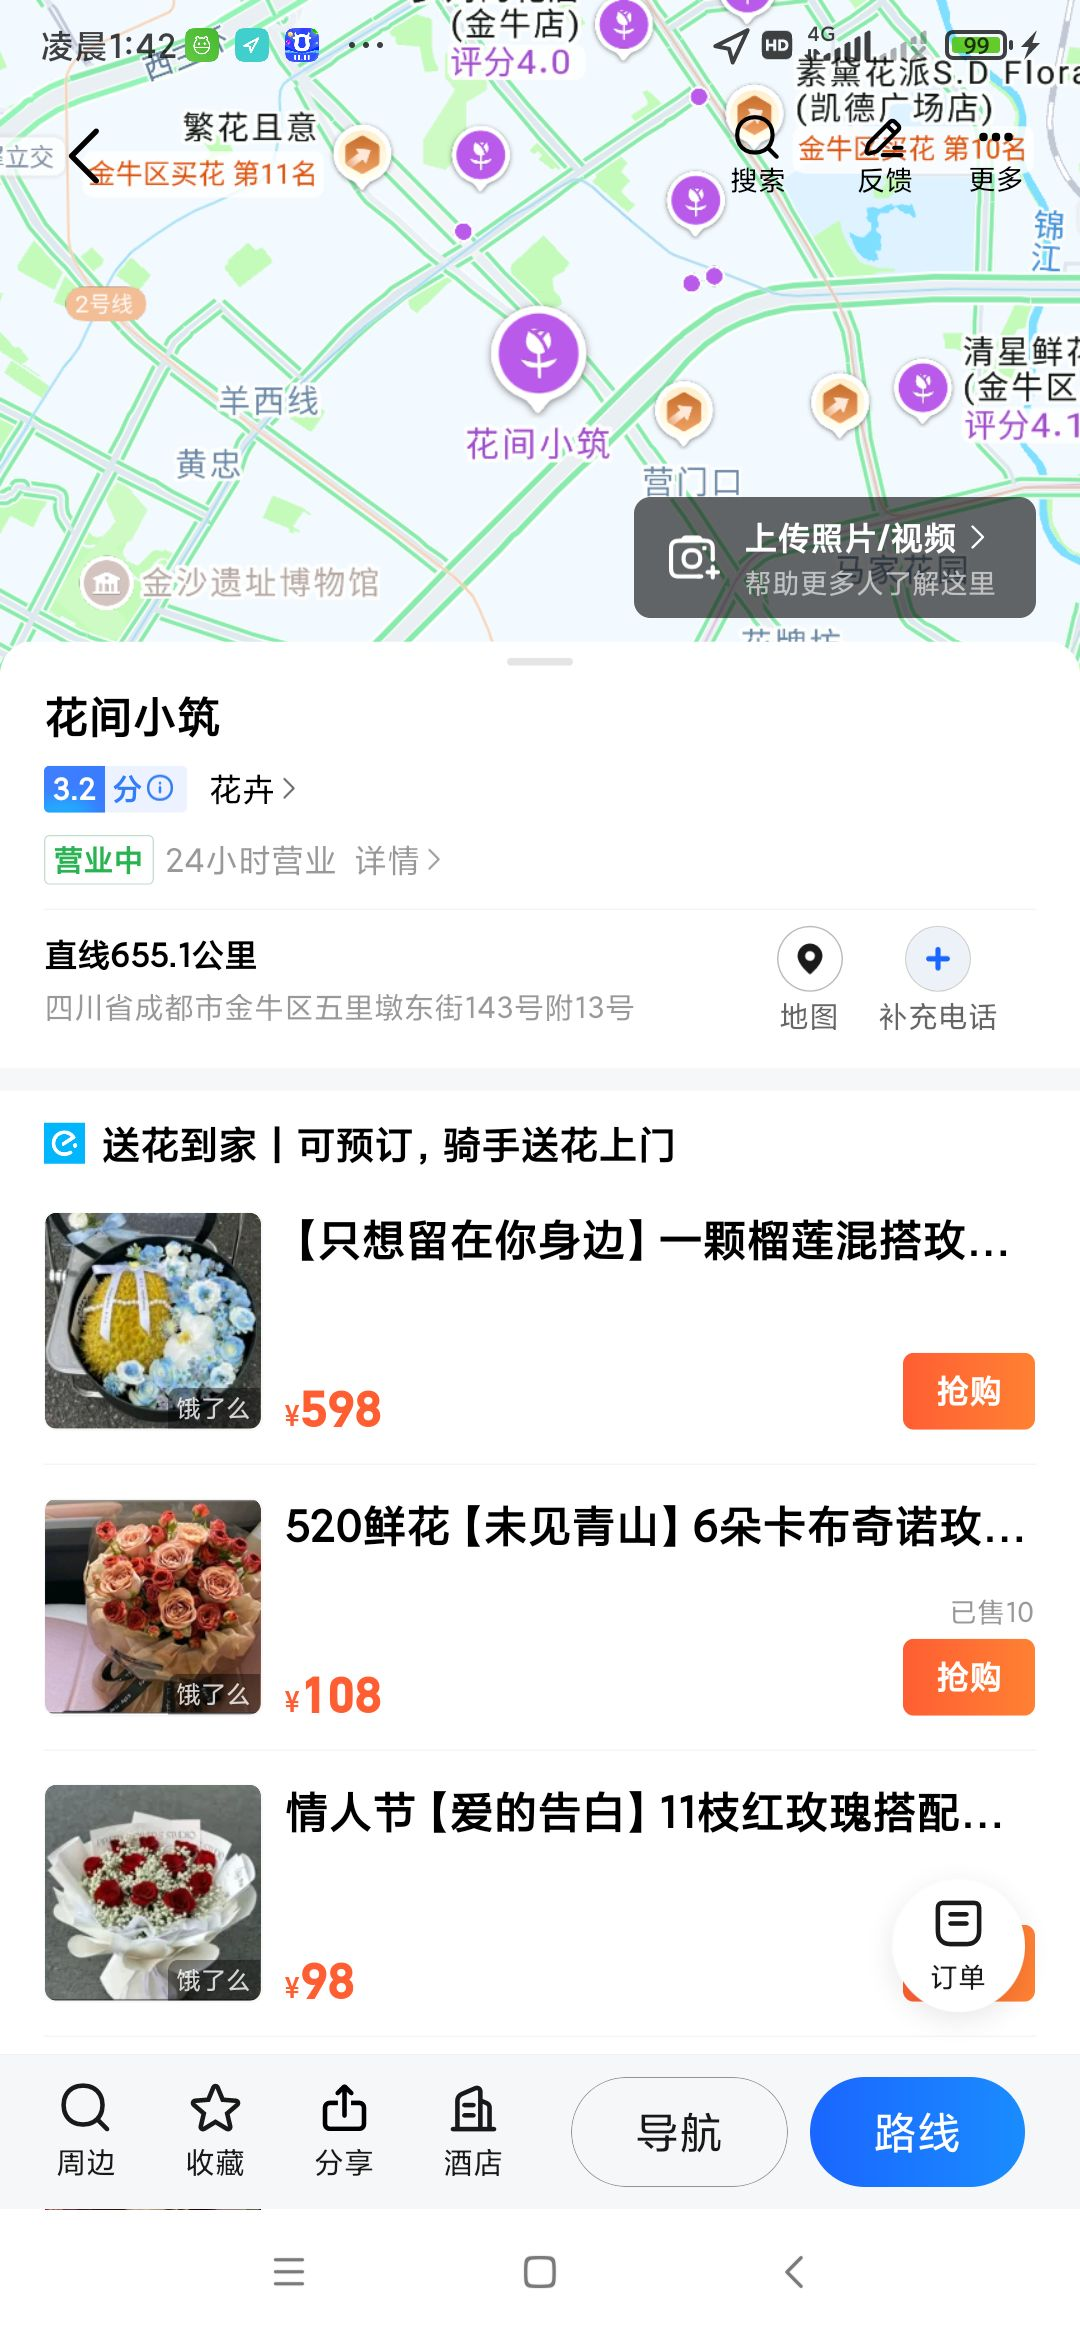 (金牛店)
凌晨1:42
HD
4G
99
评分4.0
素黛花派S.D Flora
(凯德广场店)
繁花且意
金牛区买花 第11名
金牛区买花 第10名
立交
搜索
反馈
更多
锦江
2号线
清星鲜花
(金牛区
评分4.1
羊西线
花间小筑
黄忠
营门口
上传照片/视频
帮助更多人了解这里
马家花园
金沙遗址博物馆
花牌坊
花间小筑
3.2 分 花卉
营业中 24小时营业 详情
直线655.1公里
四川省成都市金牛区五里墩东街143号附13号
地图
补充电话
送花到家 | 可预订，骑手送花上门
【只想留在你身边】一颗榴莲混搭玫...
饿了么
¥598
抢购
520鲜花【未见青山】6朵卡布奇诺玫...
已售10
饿了么
¥108
抢购
情人节【爱的告白】11枝红玫瑰搭配...
饿了么
¥98
订单
周边
收藏
分享
酒店
导航
路线